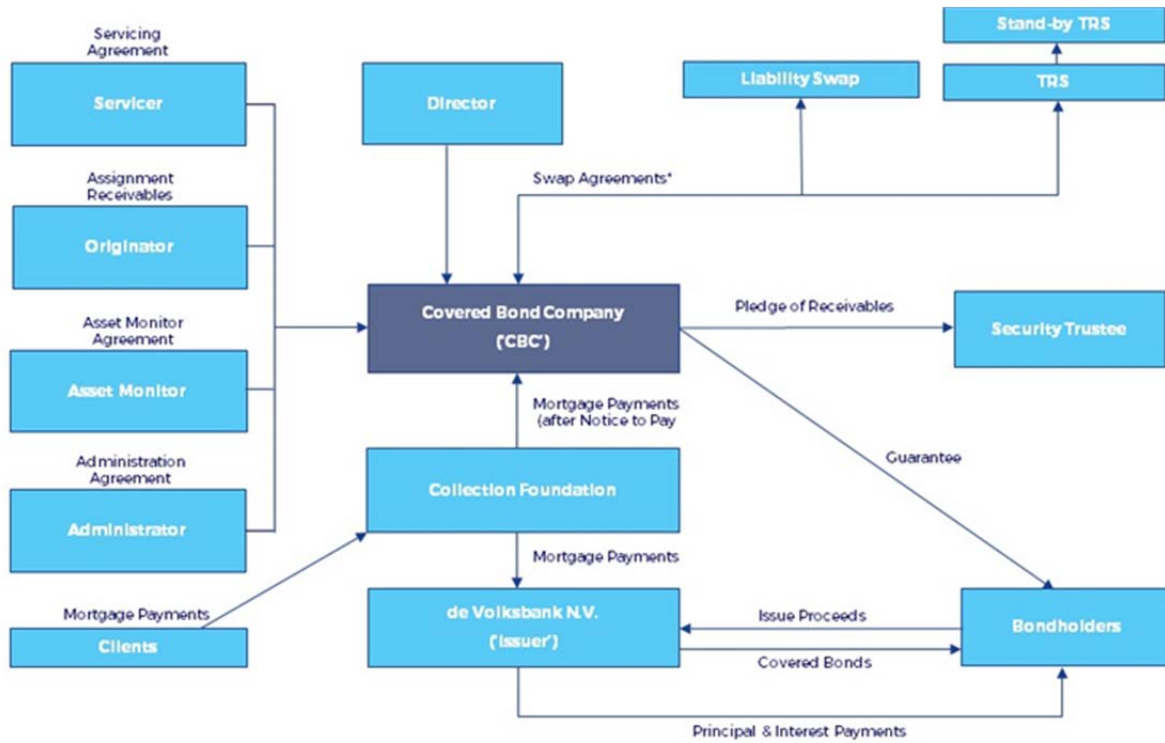 Stand-by TRS
Servicing
Agreement
Servicer
Director
Liability Swap
TRS
Assignment
Receivables
Swap Agreements*
Originator
Asset Monitor
Agreement
Covered Bond Company
('CBC')
Pledge of Receivables
Security Trustee
Asset Monitor
Mortgage Payments
(after Notice to Pay
Administration
Agreement
Collection Foundation
Guarantee
Administrator
Mortgage Payments
Mortgage Payments
Clients
de Volksbank N.V.
('Issuer')
Issue Proceeds
Covered Bonds
Bondholders
Principal & Interest Payments